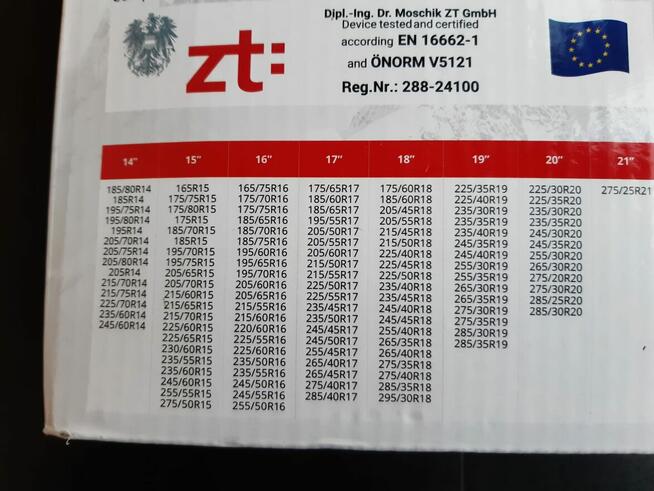 Dipl.-Ing. Dr. Moschik ZT GmbH
Device tested and certified
according EN 16662-1
and ÖNORM V5121
Reg.Nr.: 288-24100
zt:
14"
185/80R14
185R14
195/75R14
195/80R14
195R14
205/70R14
205/75R14
205/80R14
205R14
215/70R14
215/75R14
225/70R14
235/60R14
245/60R14
15"
165R15
175/75R15
175/80R15
175R15
185/70R15
185R15
195/70R15
195/75R15
205/65R15
205/70R15
215/60R15
215/65R15
215/70R15
225/60R15
225/65R15
230/60R15
235/55R15
235/60R15
245/60R15
255/55R15
275/50R15
16"
165/75R16
175/70R16
175/75R16
185/65R16
185/70R16
185/75R16
195/60R16
195/65R16
195/70R16
205/60R16
205/65R16
215/55R16
215/60R16
220/60R16
225/55R16
225/60R16
235/50R16
235/55R16
245/50R16
245/55R16
255/50R16
17"
175/65R17
185/60R17
185/65R17
195/55R17
205/50R17
205/55R17
205/60R17
215/50R17
215/55R17
225/50R17
225/55R17
235/45R17
235/50R17
245/45R17
245/50R17
255/45R17
265/40R17
265/45R17
275/40R17
285/40R17
18"
175/60R18
185/60R18
205/45R18
205/50R18
215/45R18
215/50R18
225/40R18
225/45R18
225/50R18
235/40R18
235/45R18
245/40R18
245/45R18
255/40R18
265/35R18
265/40R18
275/35R18
275/40R18
285/35R18
295/30R18
19"
225/35R19
225/40R19
235/35R19
235/40R19
245/35R19
245/40R19
245/45R19
255/30R19
255/35R19
265/30R19
265/35R19
275/30R19
275/35R19
285/30R19
285/35R19
20"
225/30R20
225/35R20
235/30R20
235/35R20
245/30R20
245/35R20
255/30R20
265/30R20
275/20R20
275/30R20
285/25R20
285/30R20
21"
275/25R21